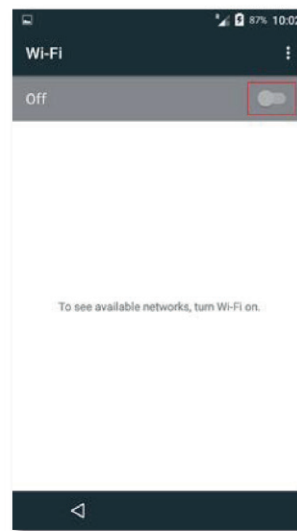 87% 10:02
Wi-Fi
Off
To see available networks, turn Wi-Fi on.